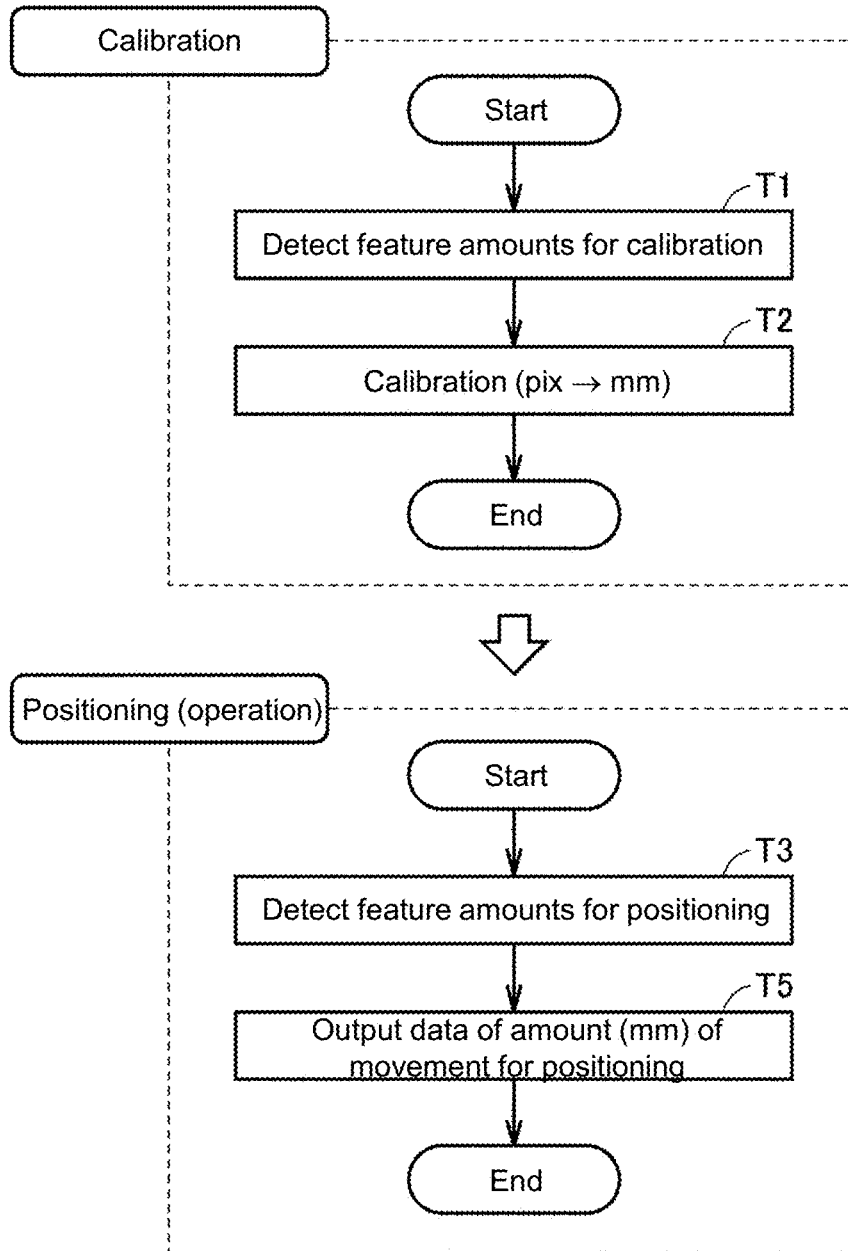 Calibration
Start
T1
Detect feature amounts for calibration
T2
Calibration (pix → mm)
End
Positioning (operation)
Start
T3
Detect feature amounts for positioning
T5
Output data of amount (mm) of
movement for positioning
End